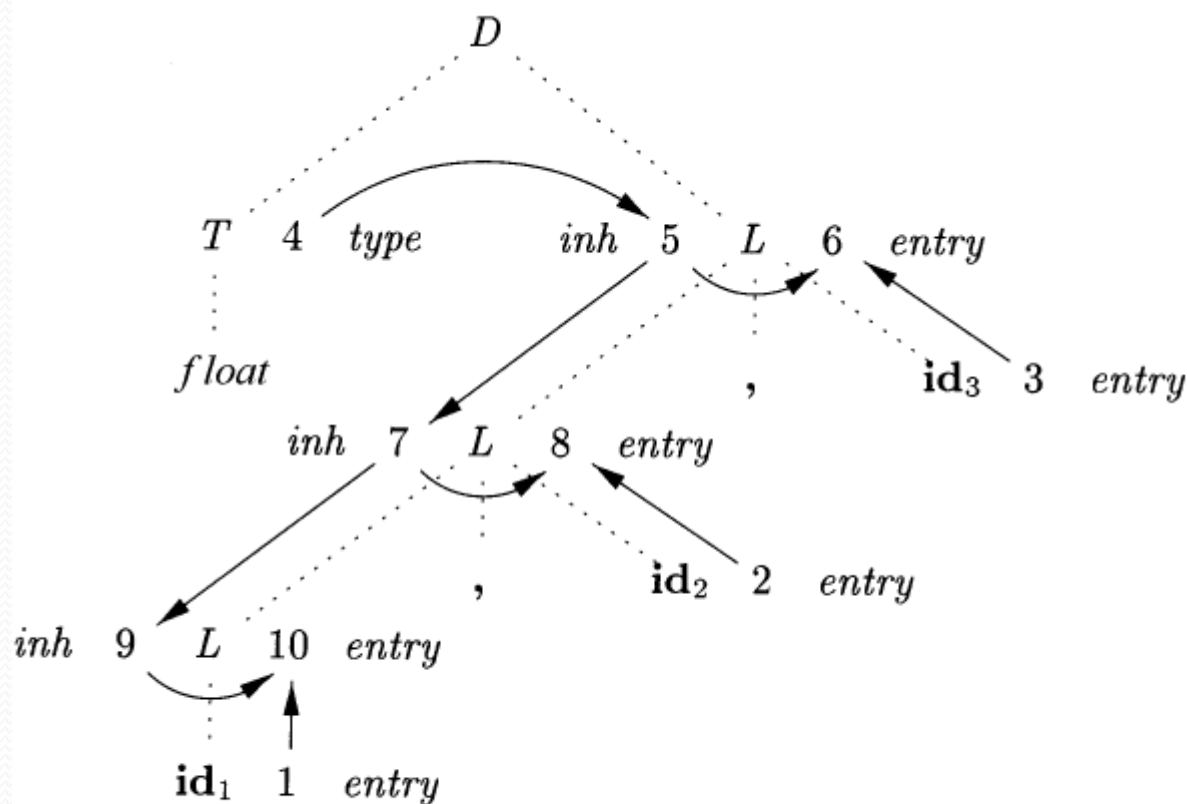 D
T 4 type inh 5 L 6 entry
float , id₃ 3 entry
inh 7 L 8 entry
, id₂ 2 entry
inh 9 L 10 entry
id₁ 1 entry